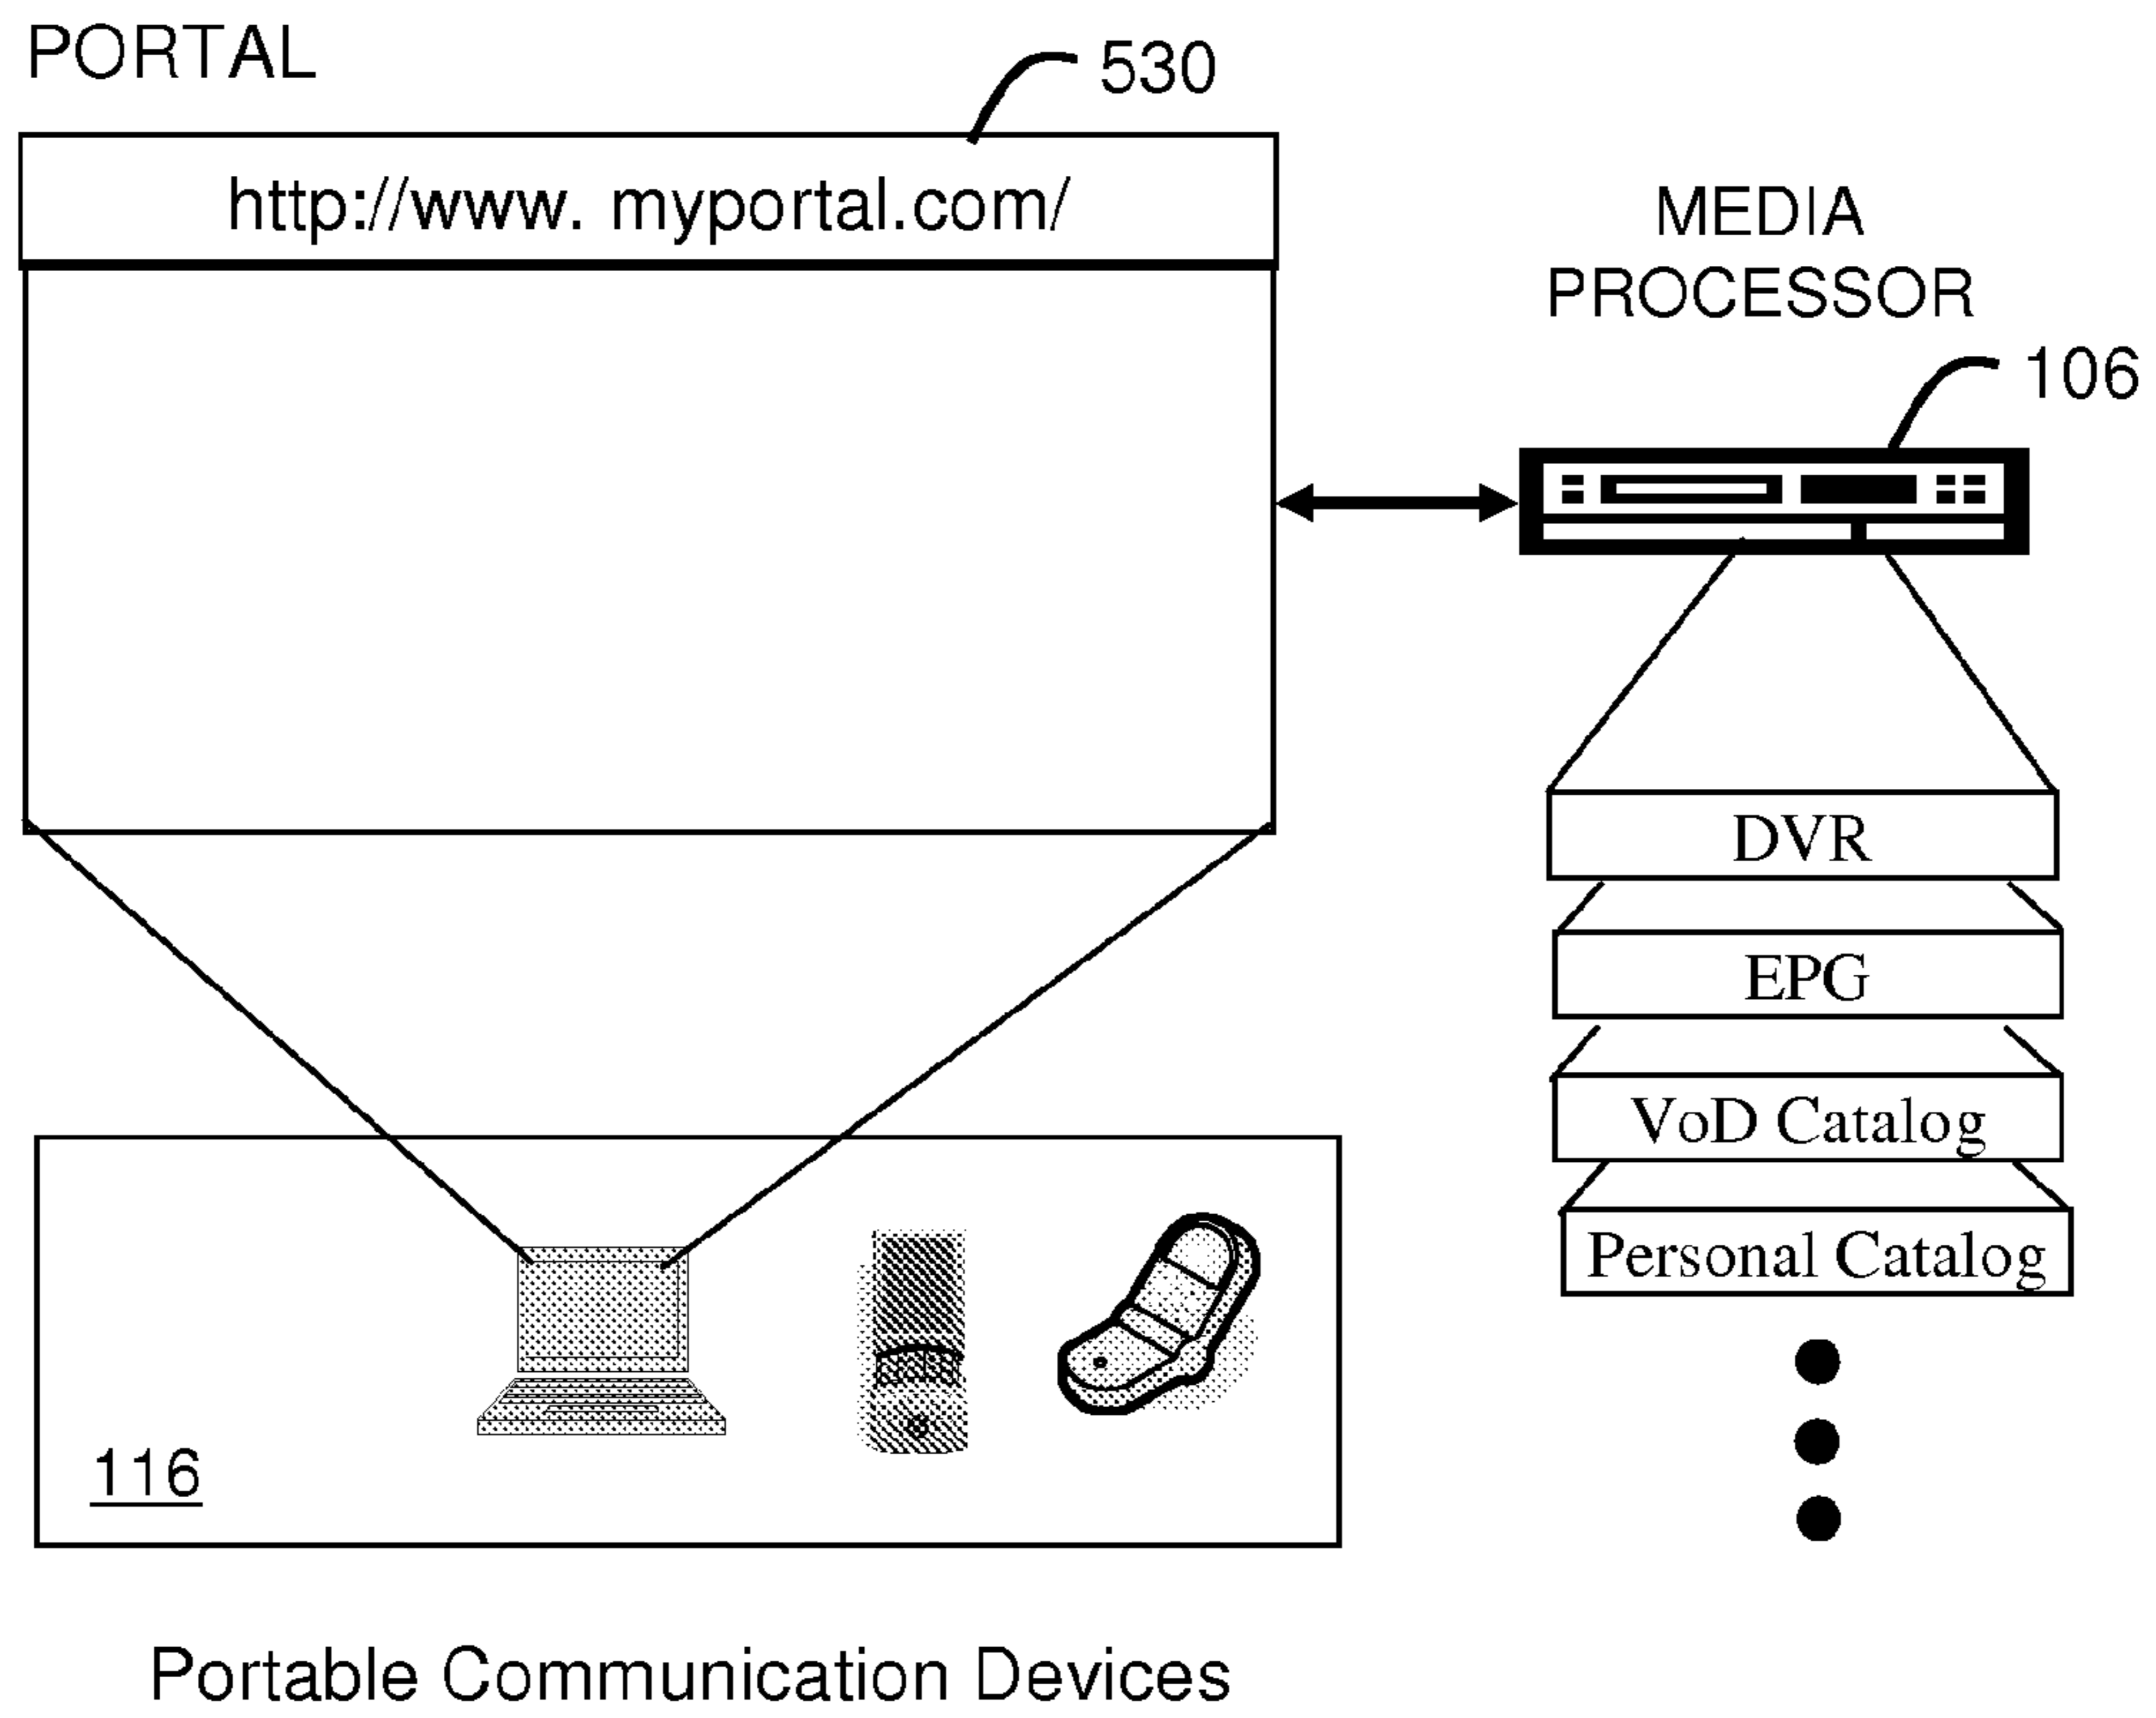 PORTAL
530
http://www. myportal.com/
MEDIA
PROCESSOR
106
DVR
EPG
VoD Catalog
Personal Catalog
116
Portable Communication Devices